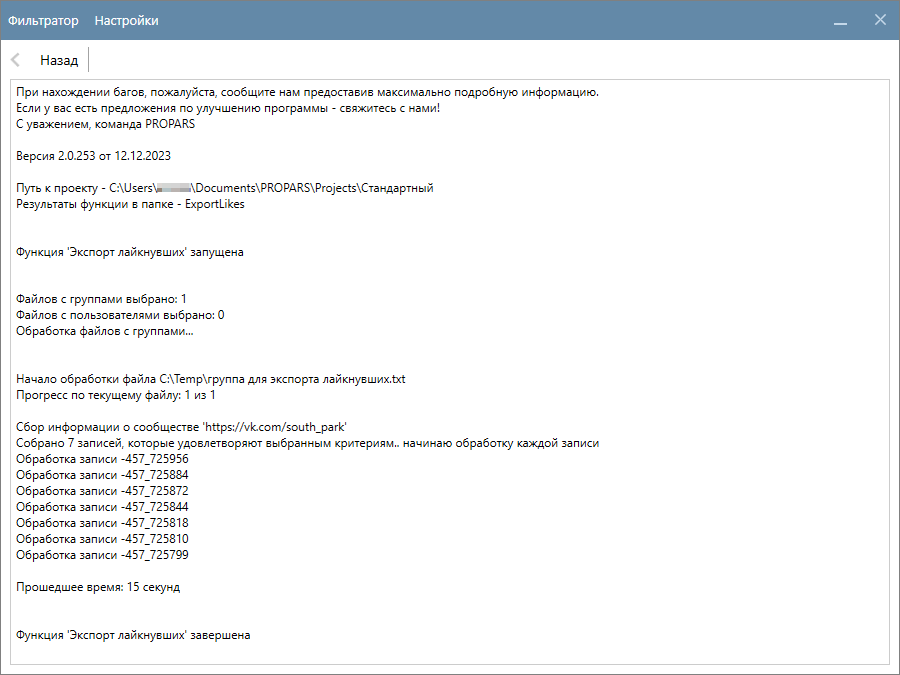 Фильтратор Настройки
Назад
При нахождении багов, пожалуйста, сообщите нам предоставив максимально подробную информацию.
Если у вас есть предложения по улучшению программы - свяжитесь с нами!
С уважением, команда PROPARS
Версия 2.0.253 от 12.12.2023
Путь к проекту - C:\Users\ \Documents\PROPARS\Projects\Стандартный
Результаты функции в папке - ExportLikes
Функция 'Экспорт лайкнувших' запущена
Файлов с группами выбрано: 1
Файлов с пользователями выбрано: 0
Обработка файлов с группами...
Начало обработки файла C:\Temp\группа для экспорта лайкнувших.txt
Прогресс по текущему файлу: 1 из 1
Сбор информации о сообществе 'https://vk.com/south_park'
Собрано 7 записей, которые удовлетворяют выбранным критериям.. начинаю обработку каждой записи
Обработка записи -457_725956
Обработка записи -457_725884
Обработка записи -457_725872
Обработка записи -457_725844
Обработка записи -457_725818
Обработка записи -457_725810
Обработка записи -457_725799
Прошедшее время: 15 секунд
Функция 'Экспорт лайкнувших' завершена